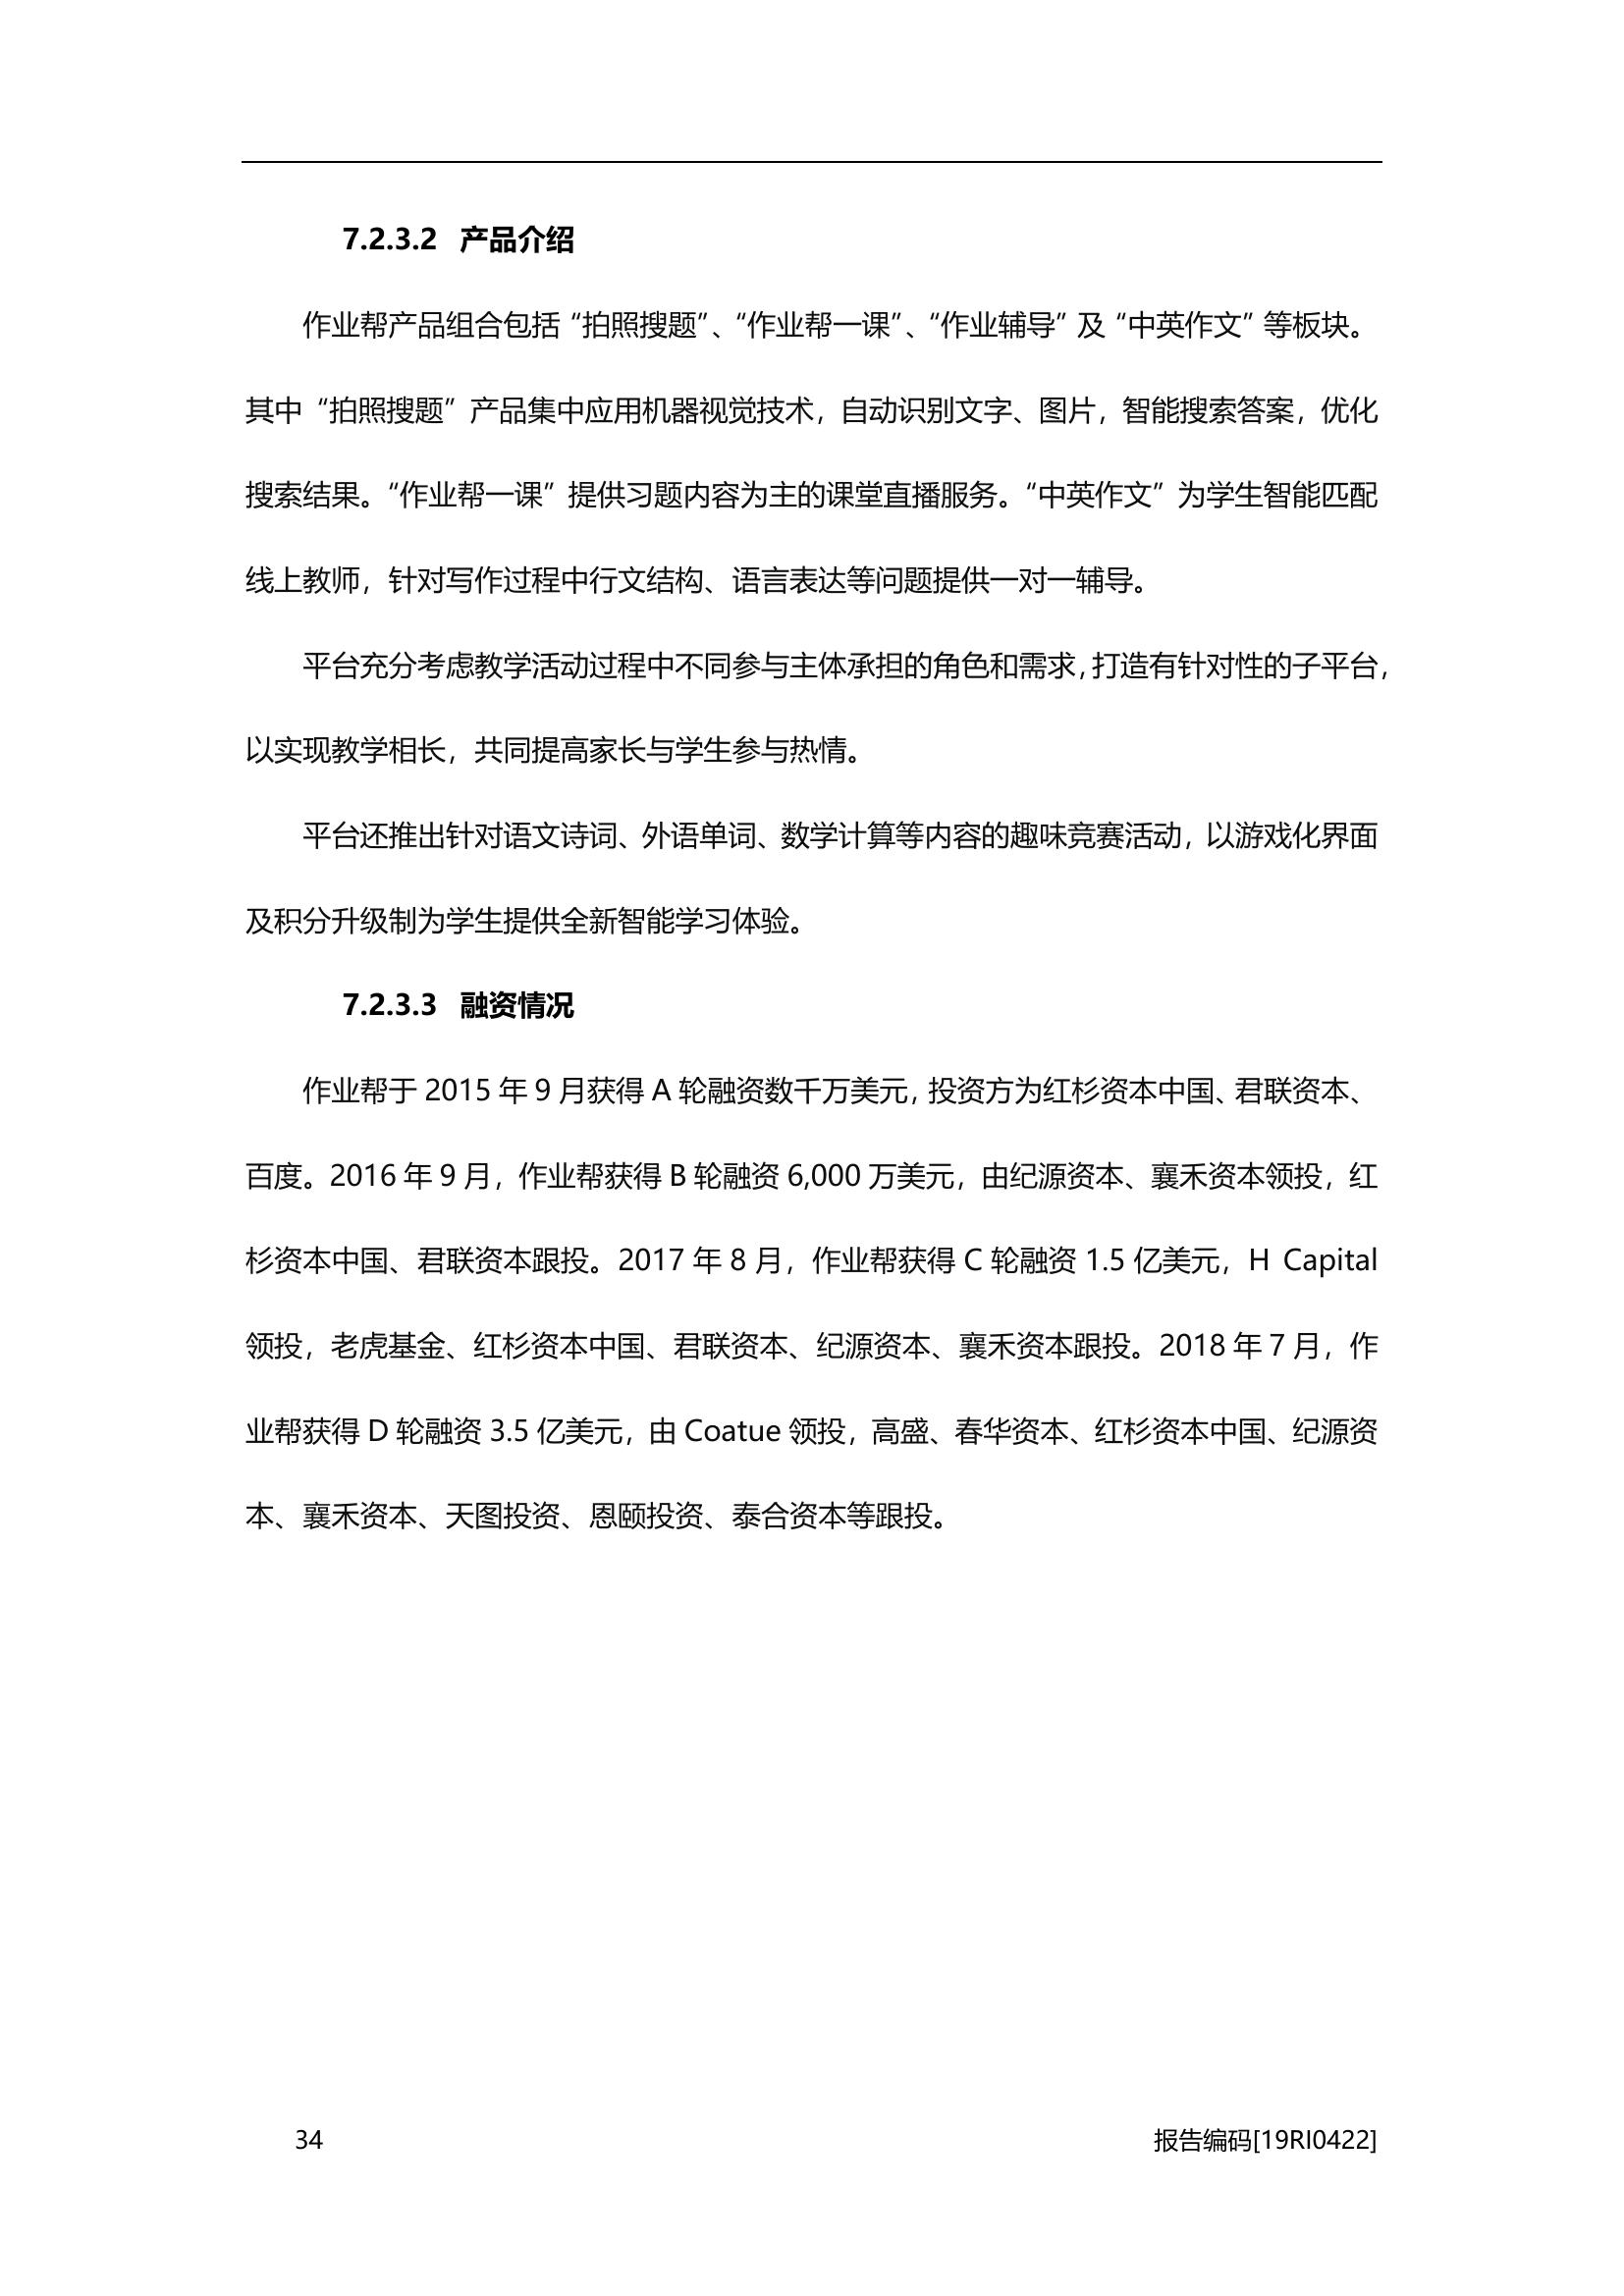 7.2.3.2 产品介绍
作业帮产品组合包括“拍照搜题”、“作业帮一课”、“作业辅导”及“中英作文”等板块。
其中“拍照搜题”产品集中应用机器视觉技术，自动识别文字、图片，智能搜索答案，优化
搜索结果。“作业帮一课”提供习题内容为主的课堂直播服务。“中英作文”为学生智能匹配
线上教师，针对写作过程中行文结构、语言表达等问题提供一对一辅导。
平台充分考虑教学活动过程中不同参与主体承担的角色和需求，打造有针对性的子平台，
以实现教学相长，共同提高家长与学生参与热情。
平台还推出针对语文诗词、外语单词、数学计算等内容的趣味竞赛活动，以游戏化界面
及积分升级制为学生提供全新智能学习体验。
7.2.3.3 融资情况
作业帮于 2015 年 9 月获得 A 轮融资数千万美元，投资方为红杉资本中国、君联资本、
百度。2016 年 9 月，作业帮获得 B 轮融资 6,000 万美元，由纪源资本、襄禾资本领投，红
杉资本中国、君联资本跟投。2017 年 8 月，作业帮获得 C 轮融资 1.5 亿美元，H Capital
领投，老虎基金、红杉资本中国、君联资本、纪源资本、襄禾资本跟投。2018 年 7 月，作
业帮获得 D 轮融资 3.5 亿美元，由 Coatue 领投，高盛、春华资本、红杉资本中国、纪源资
本、襄禾资本、天图投资、恩颐投资、泰合资本等跟投。
34 报告编码[19RI0422]